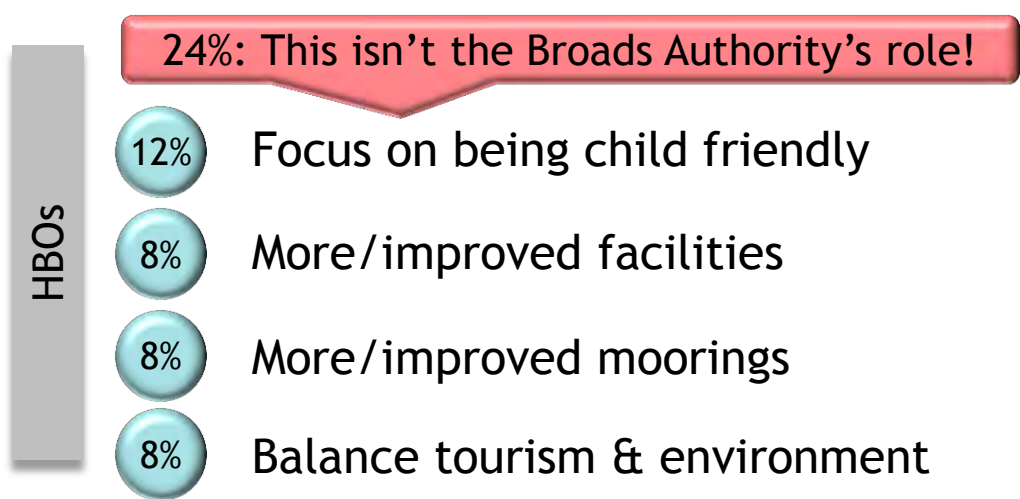 24%: This isn’t the Broads Authority’s role!
HBOs
12% Focus on being child friendly
8% More/improved facilities
8% More/improved moorings
8% Balance tourism & environment